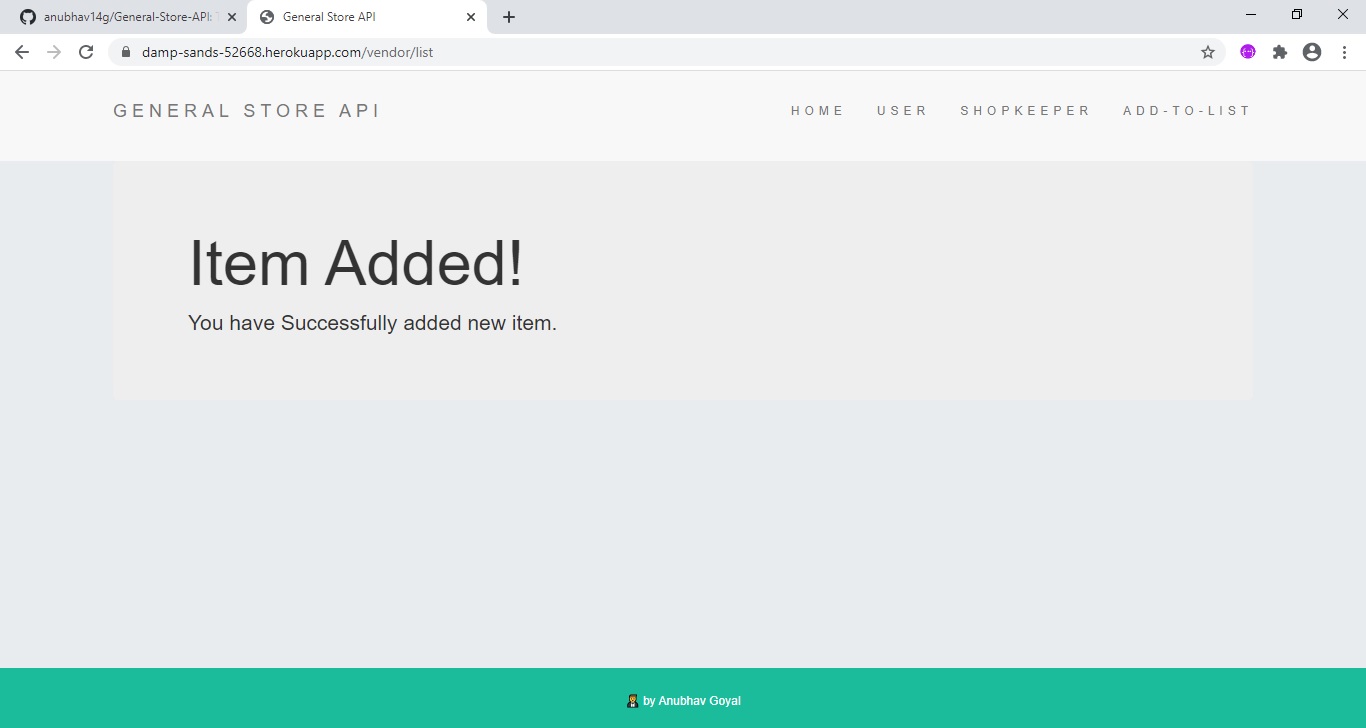 anubhav14g/General-Store-API:
General Store API
damp-sands-52668.herokuapp.com/vendor/list
GENERAL STORE API
HOME USER SHOPKEEPER ADD-TO-LIST
Item Added!
You have Successfully added new item.
by Anubhav Goyal